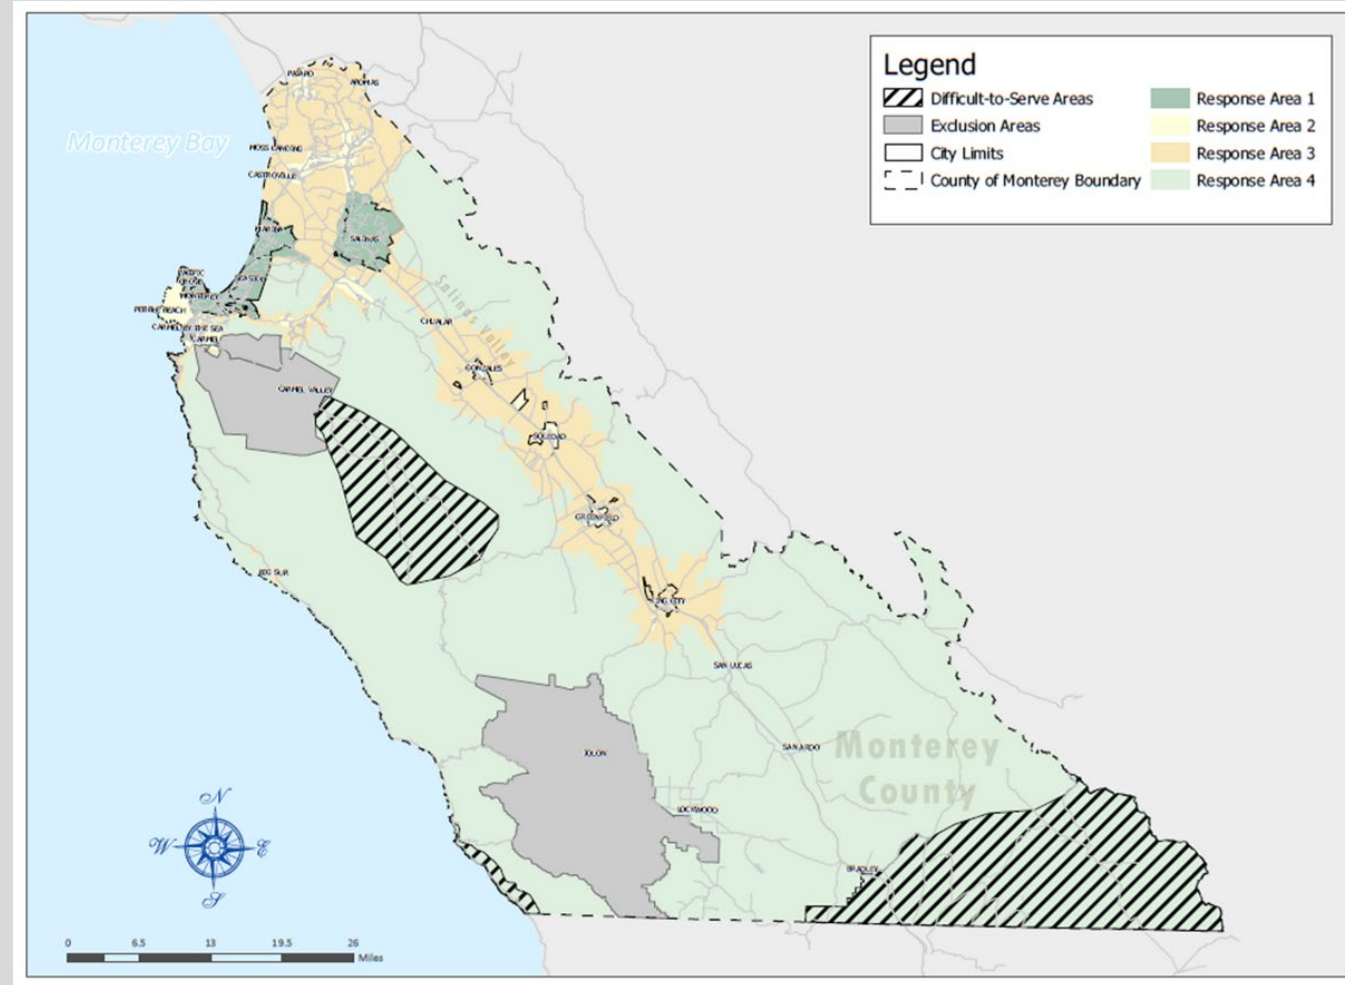 Legend
Difficult-to-Serve Areas
Exclusion Areas
City Limits
County of Monterey Boundary
Response Area 1
Response Area 2
Response Area 3
Response Area 4
PAJARO
AROMAS
Monterey Bay
MOSS LANDING
CASTROVILLE
MARINA
SALINAS
PACIFIC
GROVE
SEASIDE
MONTEREY
PEBBLE BEACH
CARMEL BY THE SEA
CARMEL
Salinas Valley
CHUALAR
GONZALES
CARMEL VALLEY
SOLEDAD
GREENFIELD
BIG SUR
KING CITY
SAN LUCAS
JOLON
SAN ARDO
Monterey
County
LOCKWOOD
BRADLEY
N
W
E
S
0 6.5 13 19.5 26
Miles